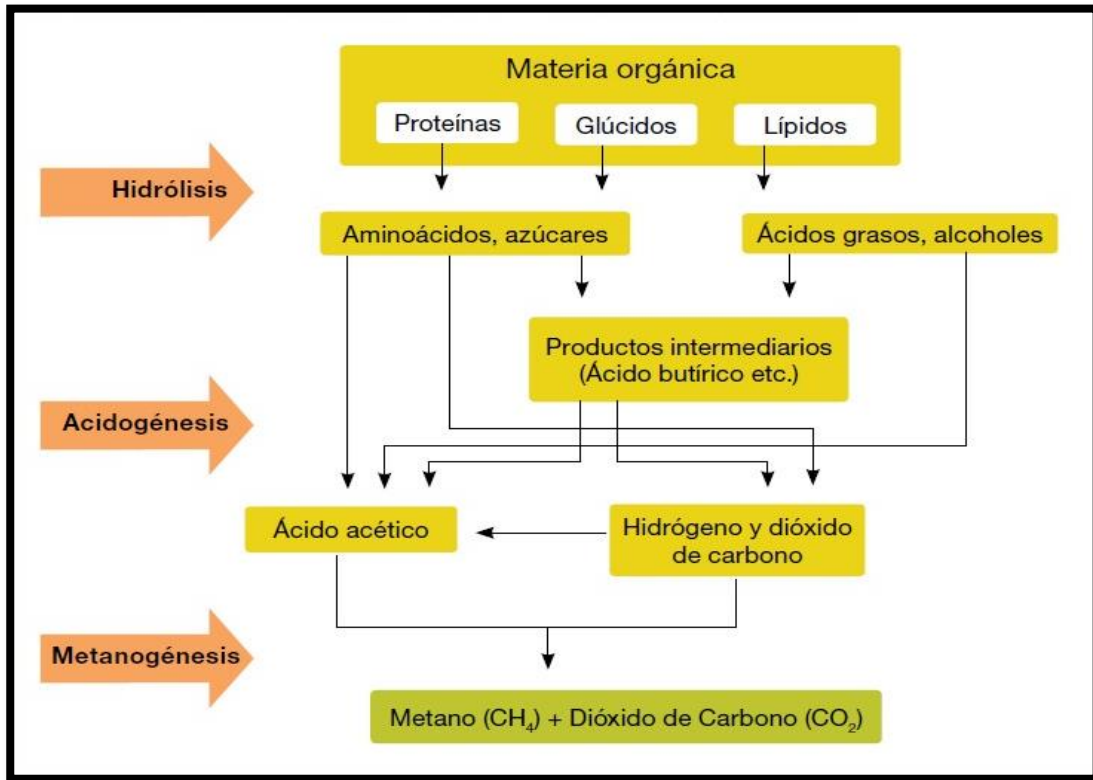 Materia orgánica
Proteínas
Glúcidos
Lípidos
Hidrólisis
Aminoácidos, azúcares
Ácidos grasos, alcoholes
Productos intermediarios
(Ácido butírico etc.)
Acidogénesis
Ácido acético
Hidrógeno y dióxido
de carbono
Metanogénesis
Metano (CH₄) + Dióxido de Carbono (CO₂)